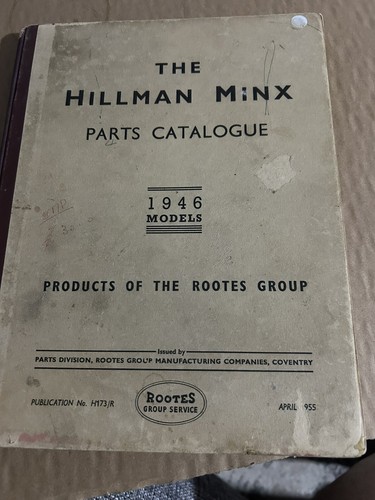 THE
HILLMAN MINX
PARTS CATALOGUE
1946
MODELS
PRODUCTS OF THE ROOTES GROUP
Issued by
PARTS DIVISION, ROOTES GROUP MANUFACTURING COMPANIES, COVENTRY
PUBLICATION No. H173/R
ROOTES
GROUP SERVICE
APRIL 955